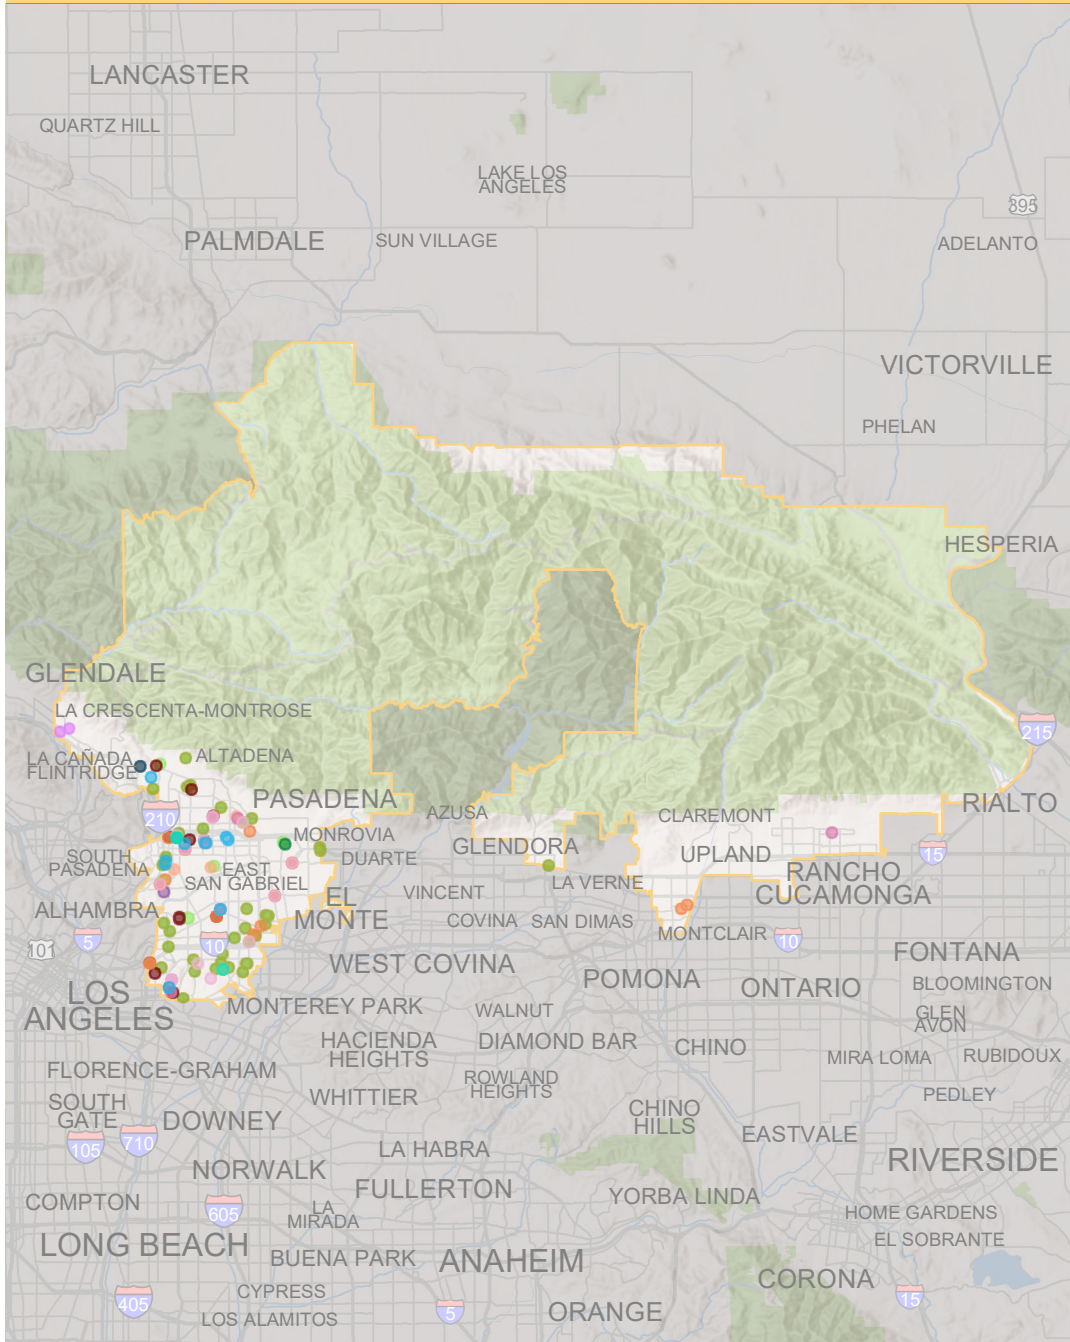 LANCASTER
QUARTZ HILL
LAKE LOS
ANGELES
395
PALMDALE
SUN VILLAGE
ADELANTO
VICTORVILLE
PHELAN
HESPERIA
GLENDALE
LA CRESCENTA-MONTROSE
215
LA CAÑADA
FLINTRIDGE
ALTADENA
PASADENA
210
AZUSA
CLAREMONT
RIALTO
MONROVIA
GLENDORA
UPLAND
15
SOUTH
PASADENA
EAST
SAN GABRIEL
DUARTE
LA VERNE
RANCHO
CUCAMONGA
ALHAMBRA
EL
MONTE
VINCENT
COVINA
SAN DIMAS
MONTCLAIR
101
5
10
10
WEST COVINA
POMONA
ONTARIO
FONTANA
BLOOMINGTON
LOS
ANGELES
MONTEREY PARK
WALNUT
GLEN
AVON
HACIENDA
HEIGHTS
DIAMOND BAR
CHINO
MIRA LOMA
RUBIDOUX
FLORENCE-GRAHAM
ROWLAND
HEIGHTS
WHITTIER
PEDLEY
SOUTH
GATE
DOWNEY
CHINO
HILLS
EASTVALE
105
710
LA HABRA
RIVERSIDE
NORWALK
FULLERTON
YORBA LINDA
COMPTON
605
LA
MIRADA
HOME GARDENS
EL SOBRANTE
LONG BEACH
BUENA PARK
ANAHEIM
CORONA
CYPRESS
405
LOS ALAMITOS
5
ORANGE
15